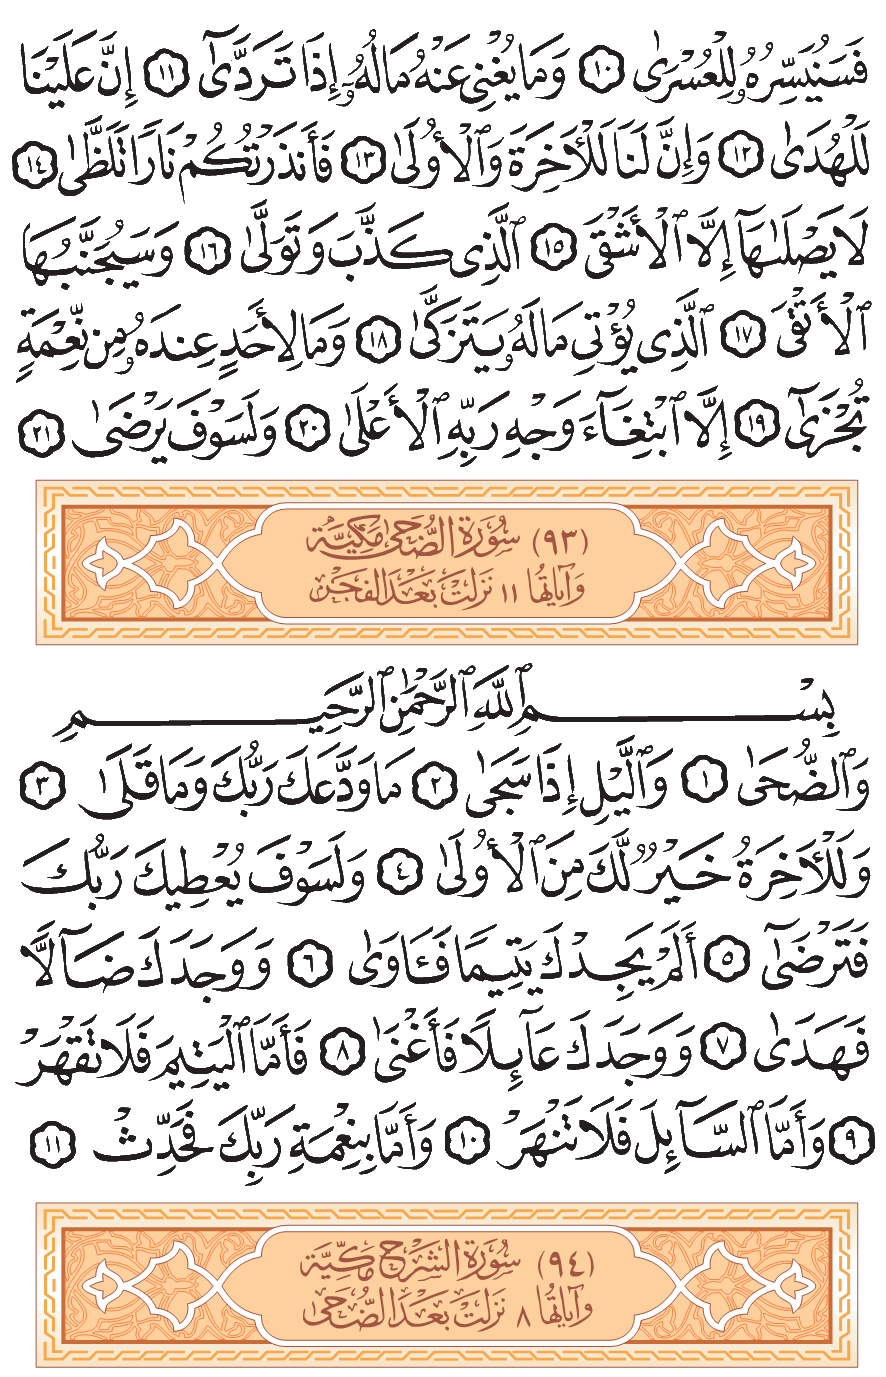 فَسَنُيَسِّرُهُۥ لِلْعُسْرَىٰ ١٠ وَمَا يُغْنِى عَنْهُ مَالُهُۥٓ إِذَا تَرَدَّىٰٓ ١١ إِنَّ عَلَيْنَا
لَلْهُدَىٰ ١٢ وَإِنَّ لَنَا لَلْأَخِرَةَ وَٱلْأُولَىٰ ١٣ فَأَنذَرْتُكُمْ نَارًا تَلَظَّىٰ ١٤
لَا يَصْلَىٰهَآ إِلَّا ٱلْأَشْقَى ١٥ ٱلَّذِى كَذَّبَ وَتَوَلَّىٰ ١٦ وَسَيُجَنَّبُهَا
ٱلْأَتْقَى ١٧ ٱلَّذِى يُؤْتِى مَالَهُۥ يَتَزَكَّىٰ ١٨ وَمَا لِأَحَدٍ عِندَهُۥ مِن نِّعْمَةٍ
تُجْزَىٰٓ ١٩ إِلَّا ٱبْتِغَآءَ وَجْهِ رَبِّهِ ٱلْأَعْلَىٰ ٢٠ وَلَسَوْفَ يَرْضَىٰ ٢١
(٩٣) سُورَةُ الضُّحَىٰ مَكِّيَّة
وَآيَاتُهَا ١١ نَزَلَتْ بَعْدَ الفَجْرِ
بِسْمِ ٱللَّهِ ٱلرَّحْمَٰنِ ٱلرَّحِيمِ
وَٱلضُّحَىٰ ١ وَٱلَّيْلِ إِذَا سَجَىٰ ٢ مَا وَدَّعَكَ رَبُّكَ وَمَا قَلَىٰ ٣
وَلَلْأَخِرَةُ خَيْرٌ لَّكَ مِنَ ٱلْأُولَىٰ ٤ وَلَسَوْفَ يُعْطِيكَ رَبُّكَ
فَتَرْضَىٰٓ ٥ أَلَمْ يَجِدْكَ يَتِيمًا فَـَٔاوَىٰ ٦ وَوَجَدَكَ ضَآلًّا
فَهَدَىٰ ٧ وَوَجَدَكَ عَآئِلًا فَأَغْنَىٰ ٨ فَأَمَّا ٱلْيَتِيمَ فَلَا تَقْهَرْ
٩ وَأَمَّا ٱلسَّآئِلَ فَلَا تَنْهَرْ ١٠ وَأَمَّا بِنِعْمَةِ رَبِّكَ فَحَدِّثْ ١١
(٩٤) سُورَةُ الشَّرْحِ مَكِّيَّة
وَآيَاتُهَا ٨ نَزَلَتْ بَعْدَ الضُّحَىٰ